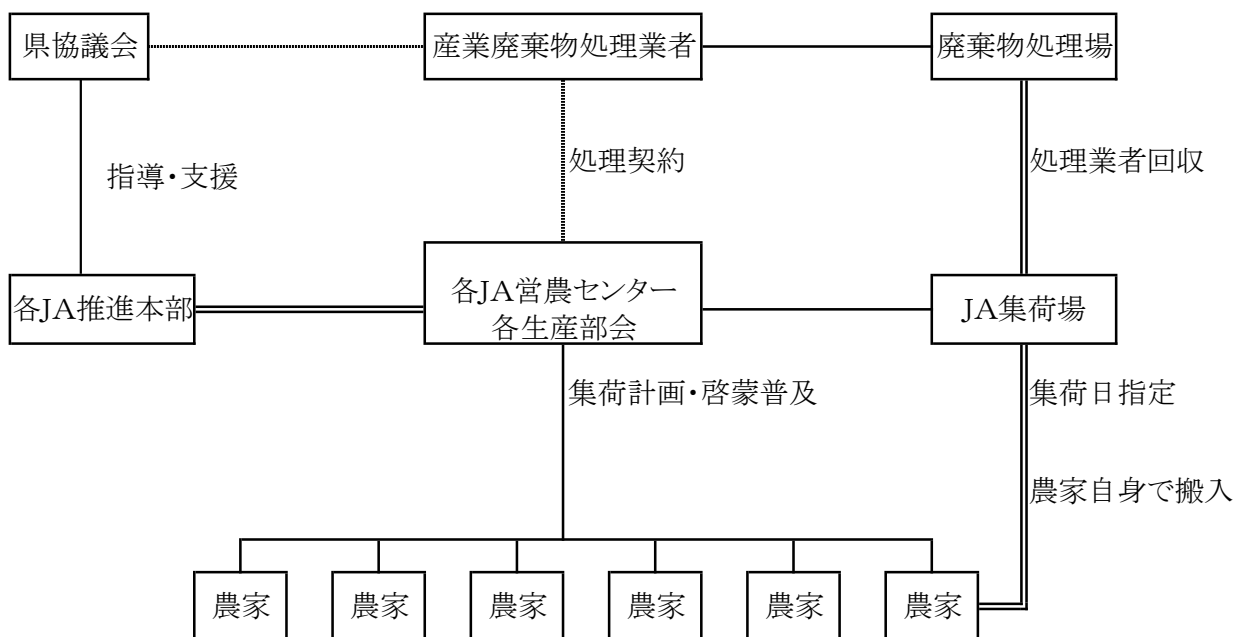 県協議会
産業廃棄物処理業者
廃棄物処理場
指導・支援
処理契約
処理業者回収
各JA推進本部
各JA営農センター
各生産部会
JA集荷場
集荷計画・啓蒙普及
集荷日指定
農家自身で搬入
農家
農家
農家
農家
農家
農家